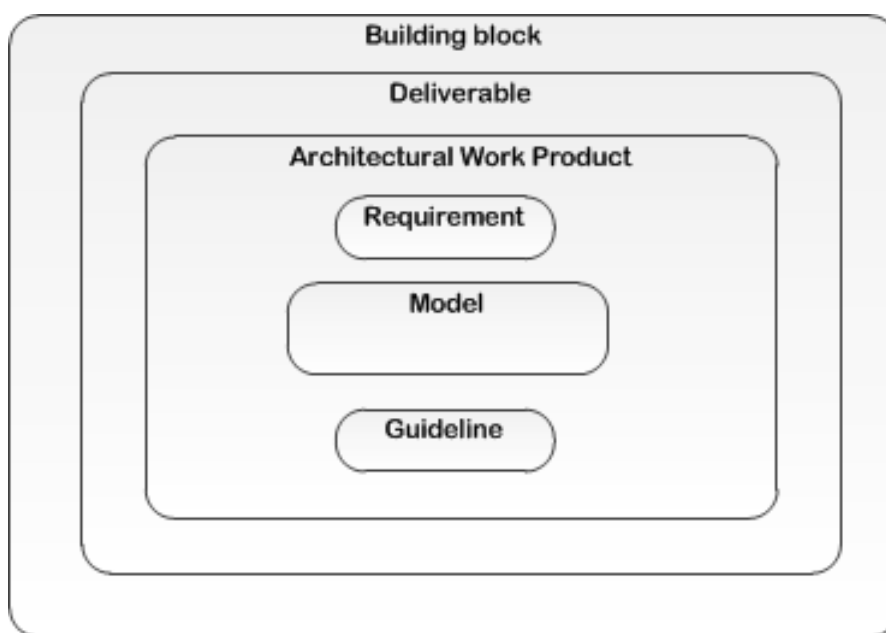 Building block
Deliverable
Architectural Work Product
Requirement
Model
Guideline